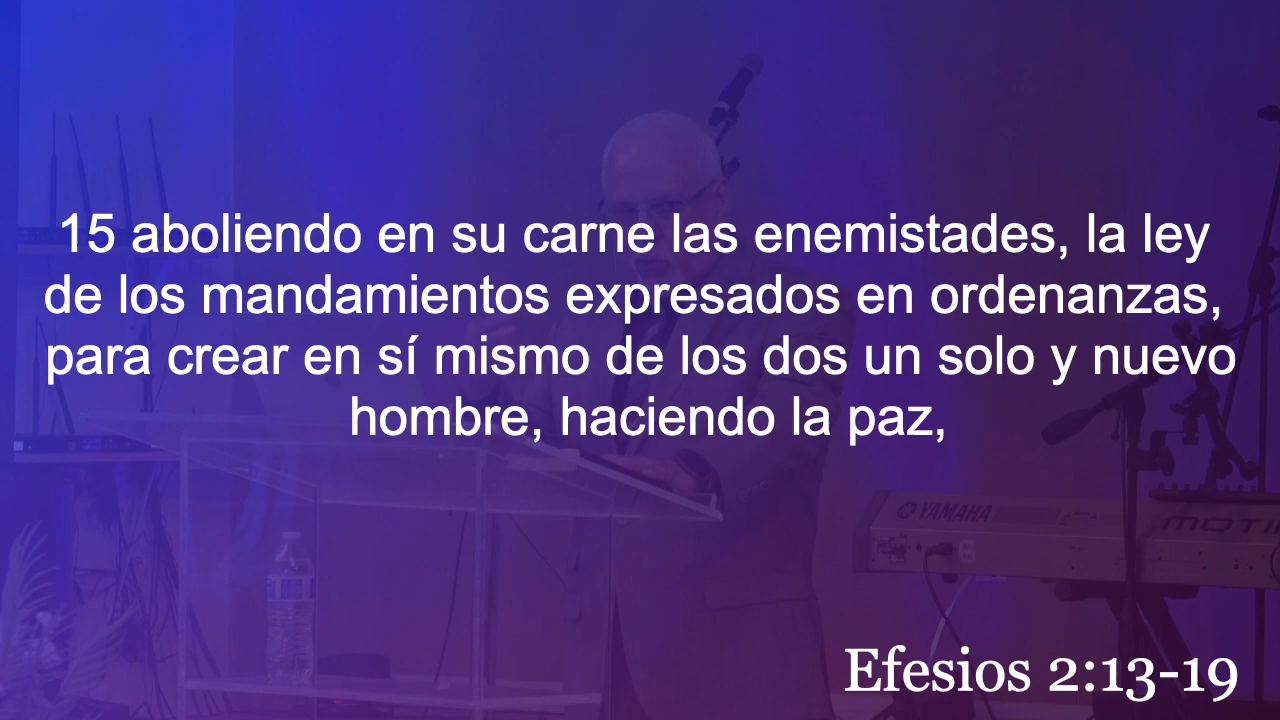 15 aboliendo en su carne las enemistades, la ley
de los mandamientos expresados en ordenanzas,
para crear en sí mismo de los dos un solo y nuevo
hombre, haciendo la paz,
YAMAHA
Efesios 2:13-19